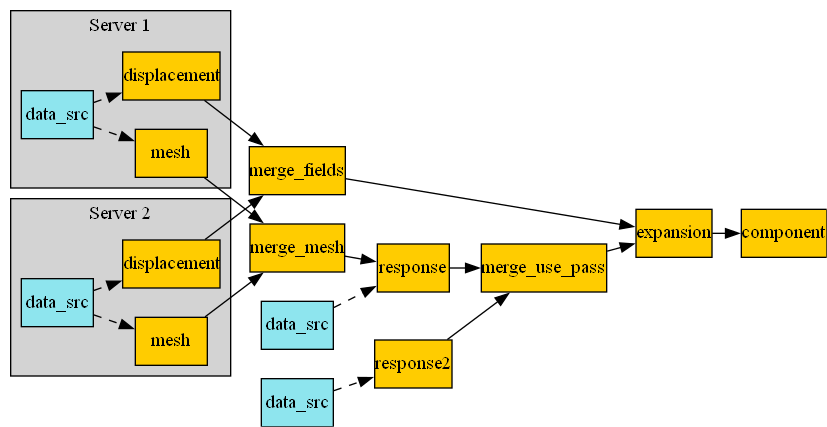 Server 1
displacement
data_src
mesh
merge_fields
Server 2
displacement
data_src
mesh
merge_mesh
response
merge_use_pass
expansion
component
data_src
response2
data_src